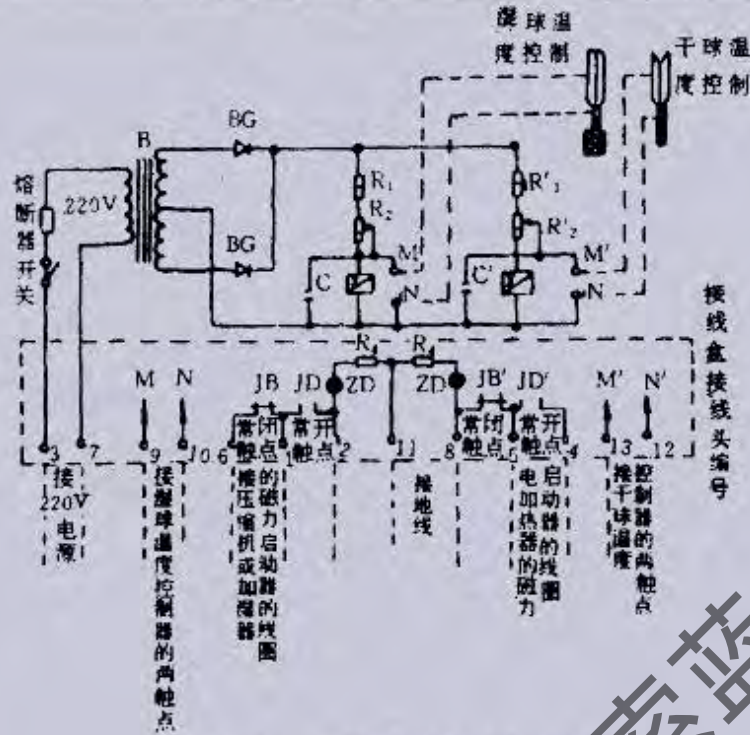 湿球温
度控制
干球温
度控制
B
BG
BG
220V
熔断器开关
R₁
R₂
C
M
N
R'₁
R'₂
C'
M'
N
接线盒接线头编号
R
R
ZD
ZD
M
N
JB
JD
JB'
JD'
M'
N'
常闭触点
常开触点
常闭触点
常开触点
3
7
9
10
6
1
2
11
8
5
4
13
12
接
220V
电源
接湿球温度控制器的两触点
接压缩机或加湿器
的磁力启动器的线圈
接地线
电加热器的磁力
启动器的线圈
接干球温度
控制器的两触点